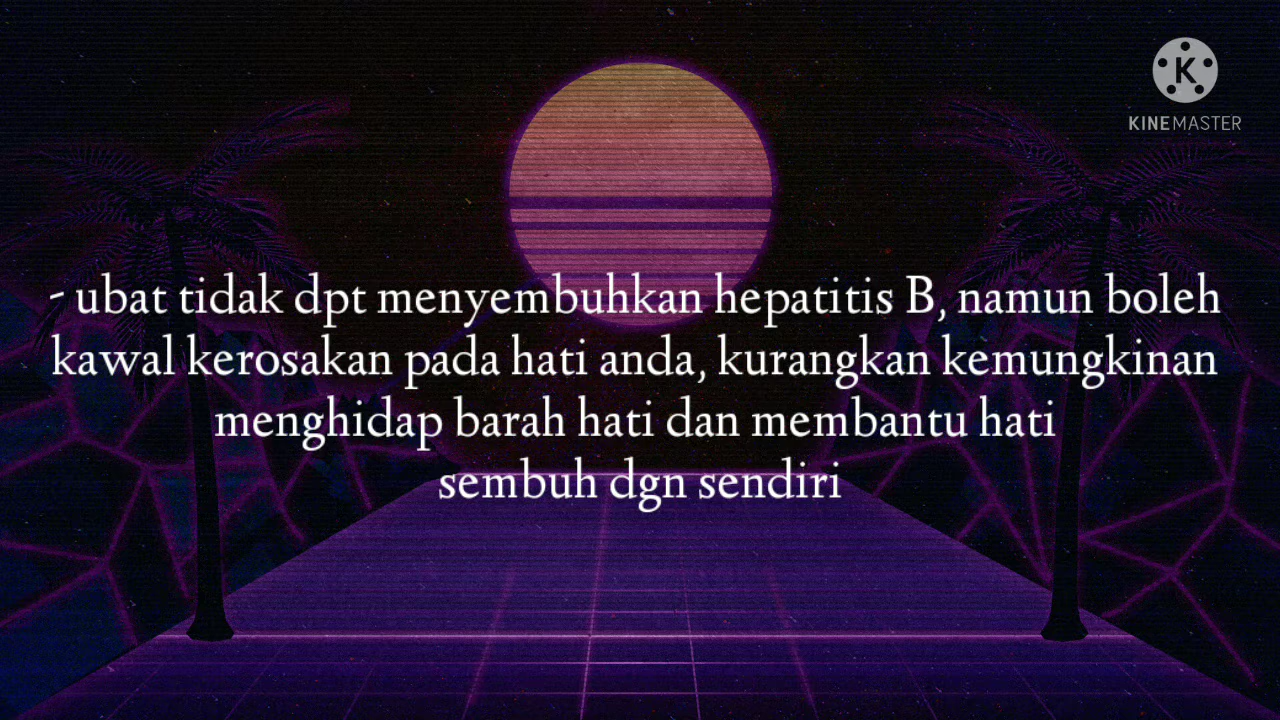 K
KINEMASTER
- ubat tidak dpt menyembuhkan hepatitis B, namun boleh
kawal kerosakan pada hati anda, kurangkan kemungkinan
menghidap barah hati dan membantu hati
sembuh dgn sendiri